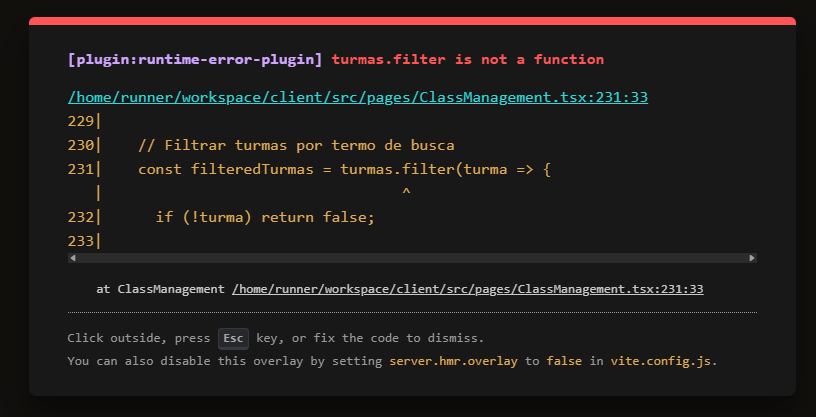 [plugin:runtime-error-plugin] turmas.filter is not a function
/home/runner/workspace/client/src/pages/ClassManagement.tsx:231:33
229|
230|    // Filtrar turmas por termo de busca
231|    const filteredTurmas = turmas.filter(turma => {
   |                                  ^
232|      if (!turma) return false;
233|
at ClassManagement /home/runner/workspace/client/src/pages/ClassManagement.tsx:231:33
Click outside, press Esc key, or fix the code to dismiss.
You can also disable this overlay by setting server.hmr.overlay to false in vite.config.js.